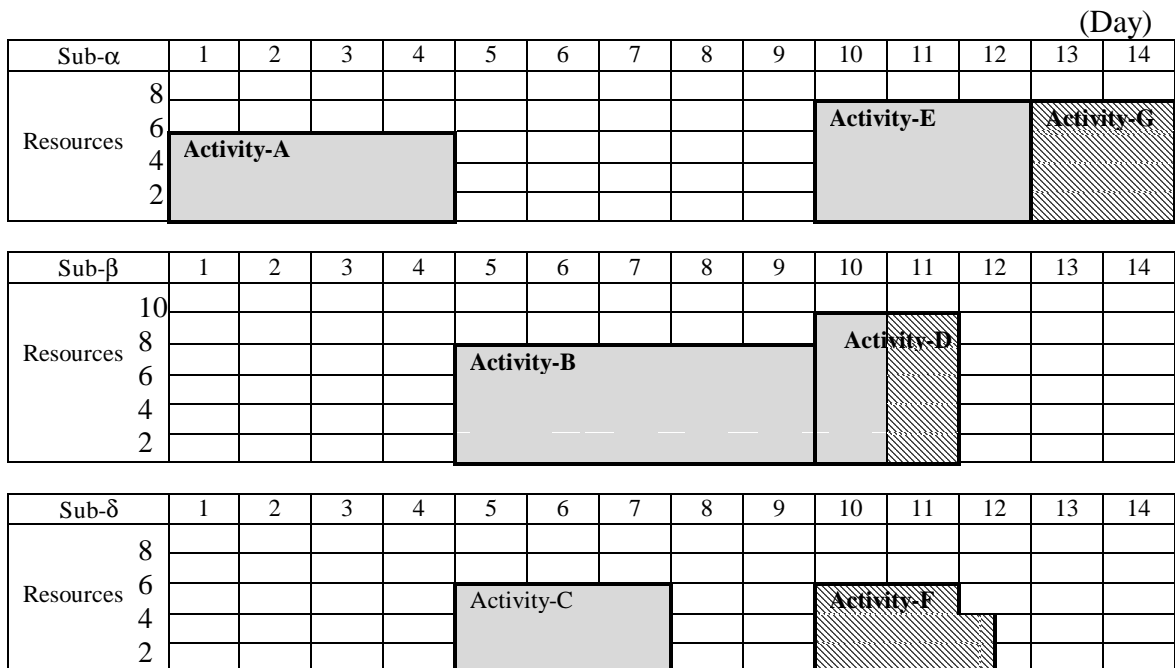 (Day)
Sub-α 1 2 3 4 5 6 7 8 9 10 11 12 13 14
8
6
Resources
4
2
Activity-A
Activity-E
Activity-G
Sub-β 1 2 3 4 5 6 7 8 9 10 11 12 13 14
10
Resources 8
6
4
2
Activity-B
Activity-D
Sub-δ 1 2 3 4 5 6 7 8 9 10 11 12 13 14
8
Resources 6
4
2
Activity-C
Activity-F